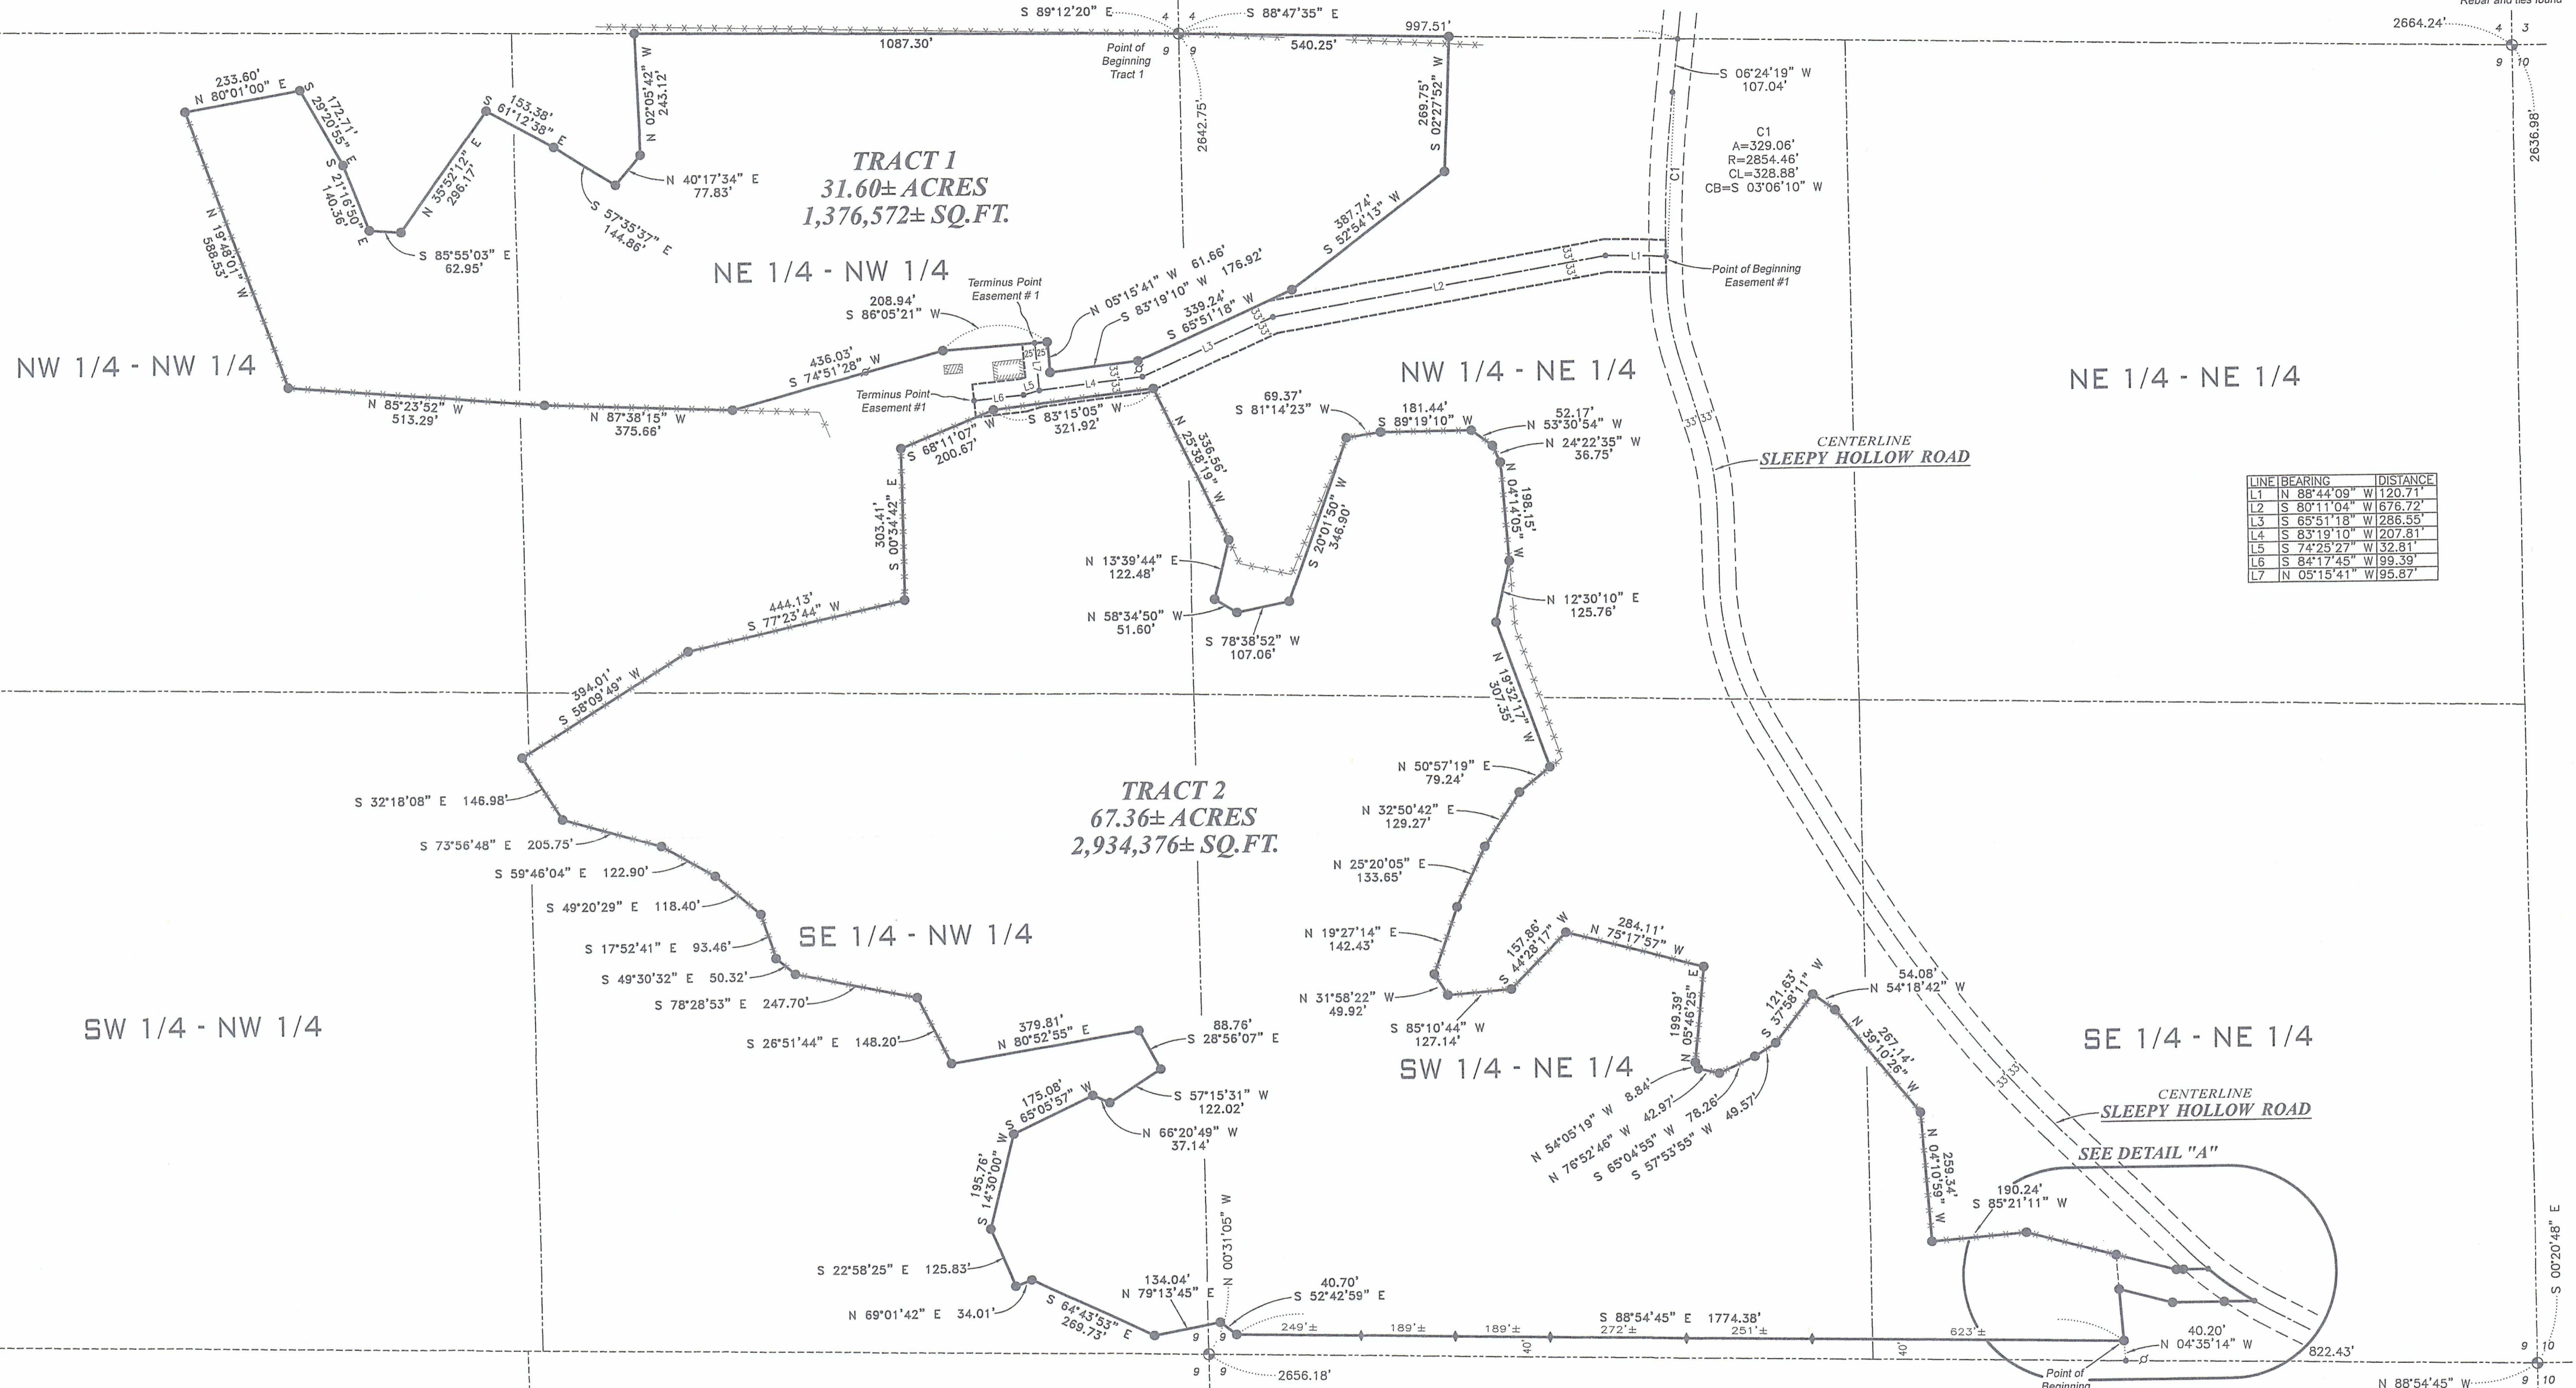 Rebar and ties found
S 89°12'20" E
4 4
S 88°47'35" E
997.51'
2664.24'
4 3
1087.30'
Point of
Beginning
Tract 1
9 9
540.25'
9 10
S 06°24'19" W
107.04'
233.60'
N 80°01'00" E
S 29°20'55" E
172.71'
S 61°12'38" E
153.38'
N 02°05'42" W
243.12'
2642.75'
269.75'
S 02°27'52" W
2636.98'
C1
A=329.06'
R=2854.46'
CL=328.88'
CB=S 03°06'10" W
C1
S 21°16'50" E
140.36'
N 35°52'12" E
296.17'
N 40°17'34" E
77.83'
S 57°35'37" E
144.86'
TRACT 1
31.60± ACRES
1,376,572± SQ.FT.
S 85°55'03" E
62.95'
N 19°48'01" W
588.53'
387.74'
S 52°54'13" W
NE 1/4 - NW 1/4
N 05°15'41" W 61.66'
S 83°19'10" W 176.92'
Terminus Point
Easement # 1
33' 33'
L1
L2
Point of Beginning
Easement #1
208.94'
S 86°05'21" W
339.24'
S 65°51'18" W
33' 33'
L3
436.03'
S 74°51'28" W
25' 25'
L7
L4
33' 33'
L5
L6
Terminus Point
Easement #1
NW 1/4 - NW 1/4
NW 1/4 - NE 1/4
NE 1/4 - NE 1/4
N 85°23'52" W
513.29'
N 87°38'15" W
375.66'
S 83°15'05" W
321.92'
S 68°11'07" W
200.67'
69.37'
S 81°14'23" W
181.44'
S 89°19'10" W
52.17'
N 53°30'54" W
N 24°22'35" W
36.75'
33' 33'
CENTERLINE
SLEEPY HOLLOW ROAD
336.56'
N 25°38'19" W
LINE BEARING DISTANCE
L1 N 88°44'09" W 120.71'
L2 S 80°11'04" W 676.72'
L3 S 65°51'18" W 286.55'
L4 S 83°19'10" W 207.81'
L5 S 74°25'27" W 32.81'
L6 S 84°17'45" W 99.39'
L7 N 05°15'41" W 95.87'
303.41'
S 00°34'42" E
S 20°01'50" W
346.90'
198.15'
N 04°14'05" W
N 13°39'44" E
122.48'
N 58°34'50" W
51.60'
S 78°38'52" W
107.06'
N 12°30'10" E
125.76'
444.13'
S 77°23'44" W
394.01'
S 58°09'49" W
N 19°32'17" W
307.35'
N 50°57'19" E
79.24'
S 32°18'08" E 146.98'
TRACT 2
67.36± ACRES
2,934,376± SQ.FT.
N 32°50'42" E
129.27'
S 73°56'48" E 205.75'
S 59°46'04" E 122.90'
N 25°20'05" E
133.65'
S 49°20'29" E 118.40'
SE 1/4 - NW 1/4
S 17°52'41" E 93.46'
N 19°27'14" E
142.43'
157.86'
S 44°28'17" W
284.11'
N 75°17'57" W
S 49°30'32" E 50.32'
S 78°28'53" E 247.70'
N 31°58'22" W
49.92'
54.08'
N 54°18'42" W
121.63'
S 37°58'11" W
SW 1/4 - NW 1/4
S 85°10'44" W
127.14'
199.39'
N 05°46'25" E
267.14'
N 39°10'26" W
SE 1/4 - NE 1/4
S 26°51'44" E 148.20'
379.81'
N 80°52'55" E
88.76'
S 28°56'07" E
SW 1/4 - NE 1/4
33' 33'
CENTERLINE
SLEEPY HOLLOW ROAD
175.08'
S 65°05'57" W
S 57°15'31" W
122.02'
N 66°20'49" W
37.14'
N 54°05'19" W 8.84'
N 76°52'46" W 42.97'
S 65°04'55" W 78.26'
S 57°53'55" W 49.57'
SEE DETAIL "A"
195.76'
S 14°30'00" W
259.34'
N 04°10'59" W
190.24'
S 85°21'11" W
N 00°31'05" W
S 00°20'48" E
S 22°58'25" E 125.83'
N 69°01'42" E 34.01'
134.04'
N 79°13'45" E
40.70'
S 52°42'59" E
S 64°43'53" E
269.73'
S 88°54'45" E 1774.38'
249'± 189'± 189'± 272'± 251'± 623'±
40'
40'
40.20'
N 04°35'14" W
822.43'
9 9
9 9
2656.18'
Point of
Beginning
9 10
9 10
N 88°54'45" W